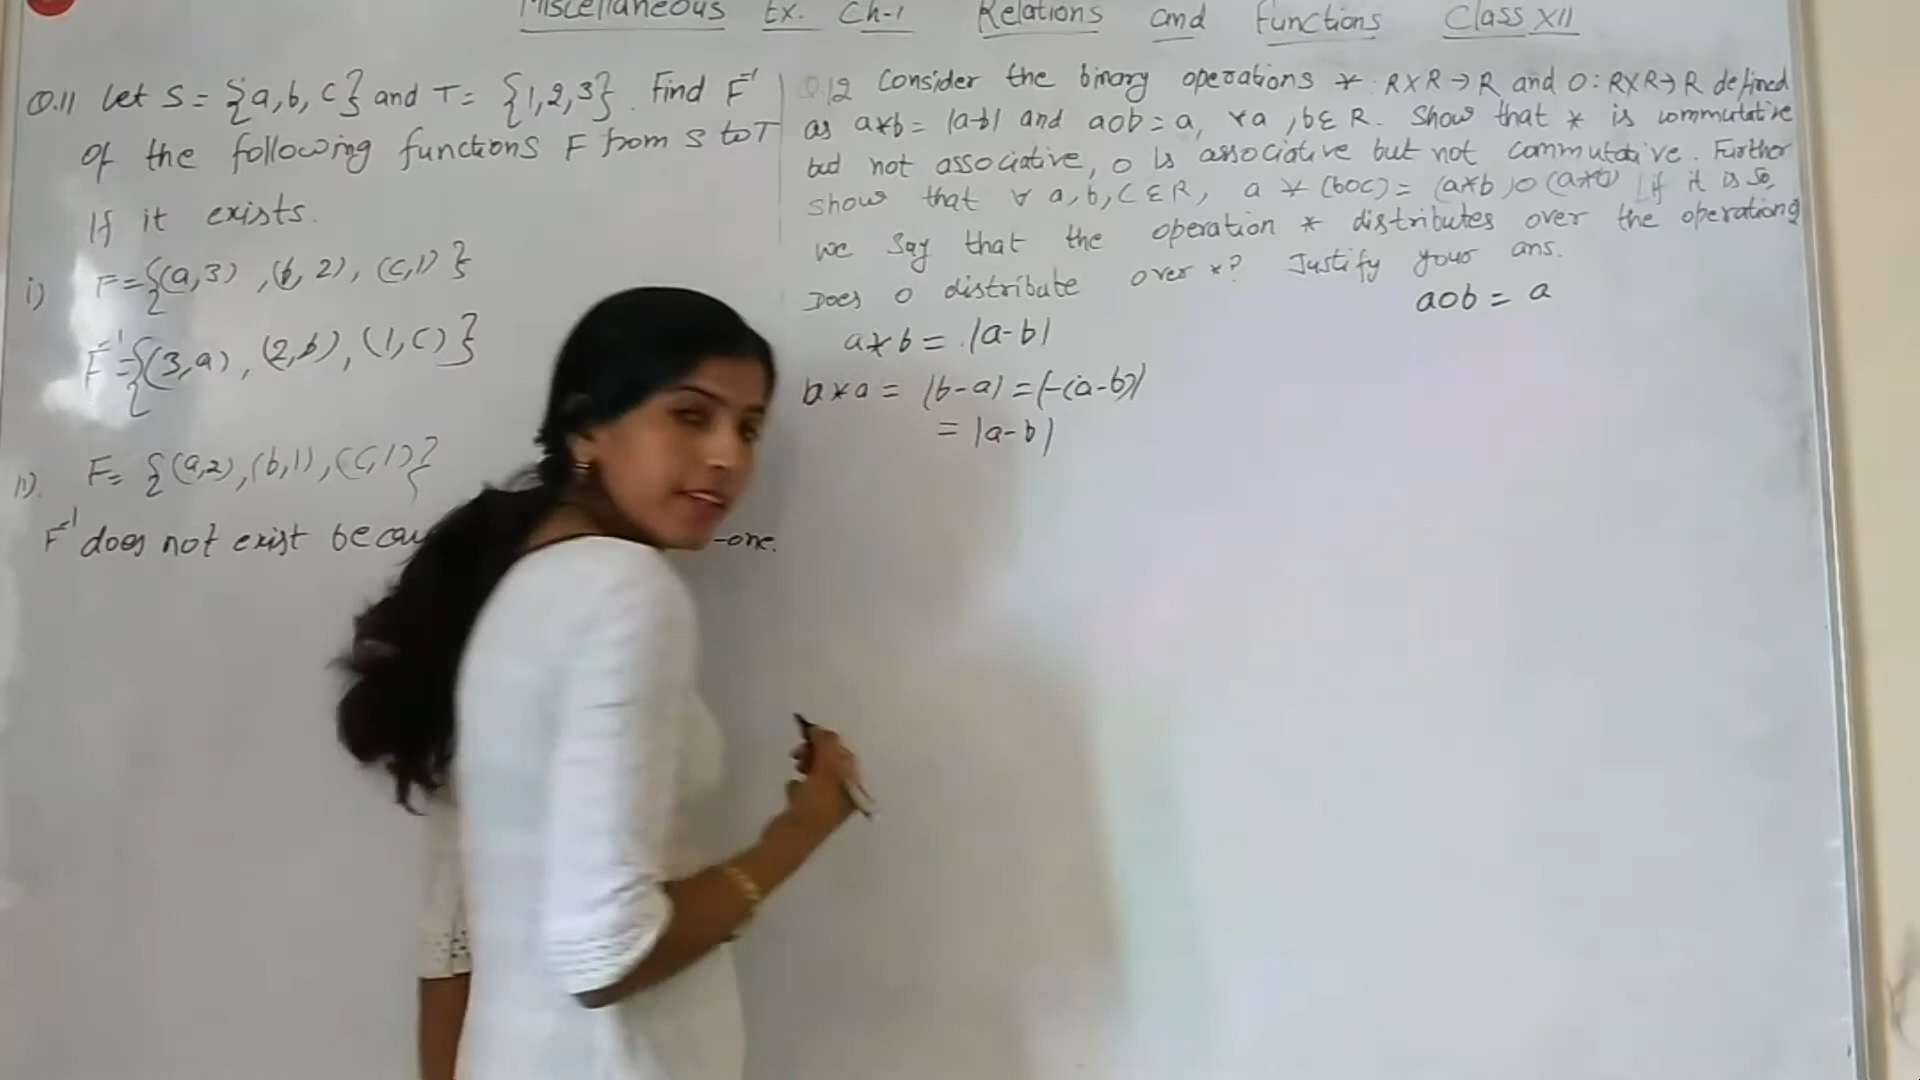 Miscellaneous Ex. Ch-1 Relations and Functions Class XII
Q.11 Let S = {a, b, c} and T = {1, 2, 3}. Find F⁻¹
of the following functions F from S to T
If it exists.
i) F = {(a, 3), (b, 2), (c, 1)}
F⁻¹ = {(3, a), (2, b), (1, c)}
ii). F = {(a,2), (b,1), (c,1)}
F⁻¹ does not exist -one.
Q.12 Consider the binary operations * : R×R → R and o : R×R → R defined
as a*b = |a-b| and aob = a, ∀ a, b ∈ R. Show that * is commutative
but not associative, o is associative but not commutative. Further
show that ∀ a, b, c ∈ R, a * (boc) = (a*b) o (a*c) If it is so,
we say that the operation * distributes over the operation o
Does o distribute over *? Justify your ans.
aob = a
a*b = |a-b|
b*a = |b-a| = |-(a-b)|
= |a-b|